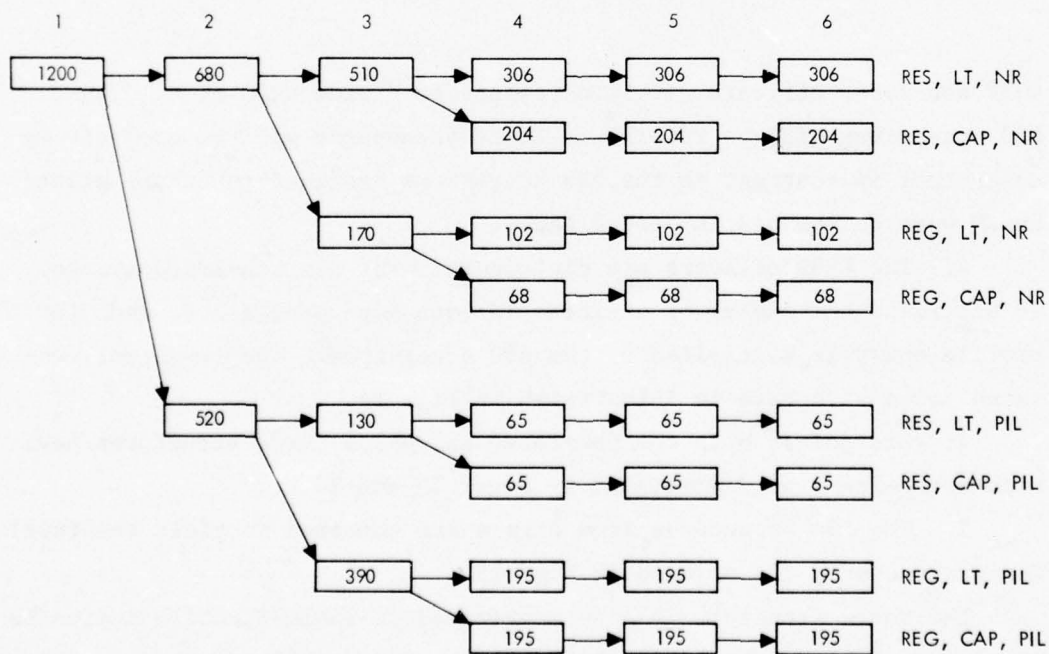 1 2 3 4 5 6
1200 680 510 306 306 306 RES, LT, NR
204 204 204 RES, CAP, NR
170 102 102 102 REG, LT, NR
68 68 68 REG, CAP, NR
520 130 65 65 65 RES, LT, PIL
65 65 65 RES, CAP, PIL
390 195 195 195 REG, LT, PIL
195 195 195 REG, CAP, PIL